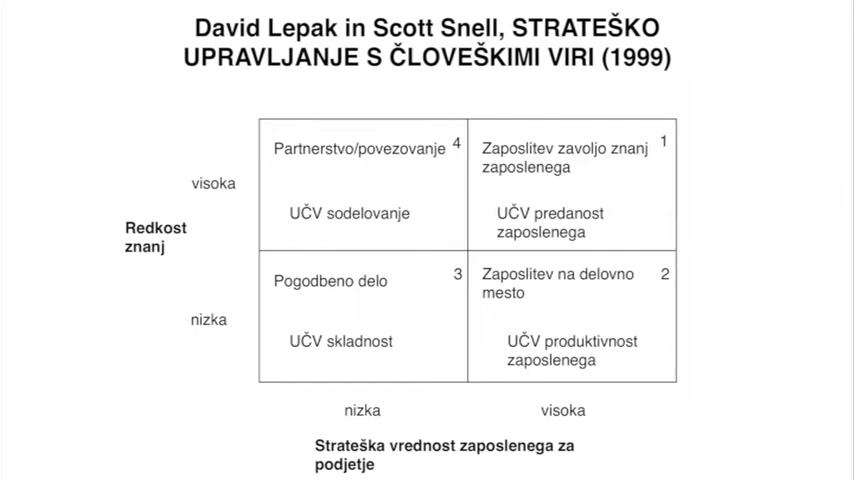 David Lepak in Scott Snell, STRATEŠKO
UPRAVLJANJE S ČLOVEŠKIMI VIRI (1999)
Partnerstvo/povezovanje 4
Zaposlitev zavoljo znanj 1
zaposlenega
visoka
UČV sodelovanje
UČV predanost
zaposlenega
Redkost
znanj
Pogodbeno delo 3
Zaposlitev na delovno 2
mesto
nizka
UČV skladnost
UČV produktivnost
zaposlenega
nizka
visoka
Strateška vrednost zaposlenega za
podjetje